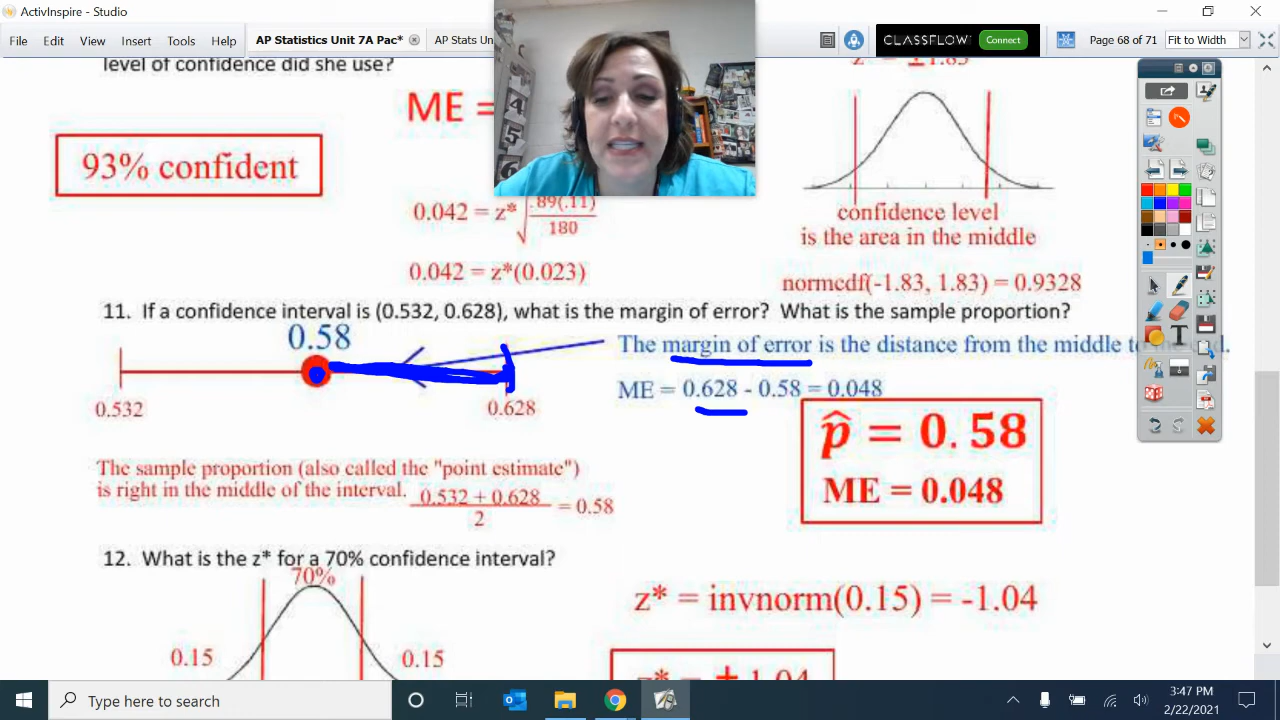 ActivInspire - Studio
File Edit View Insert Tools Help
AP Statistics Unit 7A Pac*
AP Stats Un
CLASSFLOW Connect
Page 68 of 71
Fit to Width
level of confidence did she use?
ME =
93% confident
0.042 = z* .89(.11)
180
0.042 = z*(0.023)
confidence level
is the area in the middle
normcdf(-1.83, 1.83) = 0.9328
11. If a confidence interval is (0.532, 0.628), what is the margin of error? What is the sample proportion?
0.58
0.532
0.628
The margin of error is the distance from the middle to
ME = 0.628 - 0.58 = 0.048
p̂ = 0.58
ME = 0.048
The sample proportion (also called the "point estimate")
is right in the middle of the interval. 0.532 + 0.628
2
= 0.58
12. What is the z* for a 70% confidence interval?
70%
0.15
0.15
z* = invnorm(0.15) = -1.04
z* = ± 1.04
4
5
6
Type here to search
3:47 PM
2/22/2021